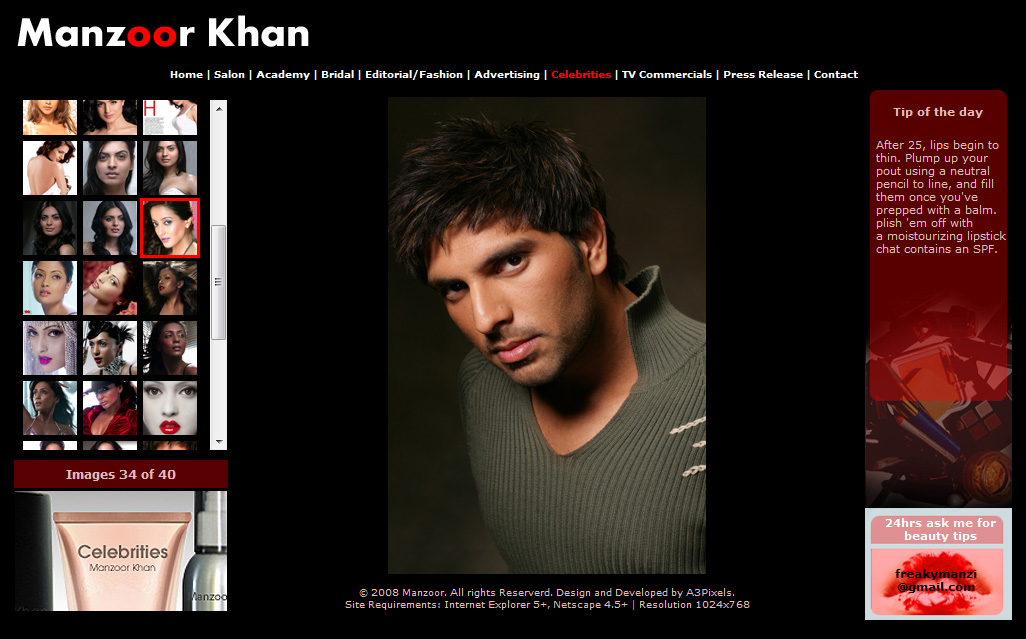 Manzoor Khan
Home | Salon | Academy | Bridal | Editorial/Fashion | Advertising | Celebrities | TV Commercials | Press Release | Contact
H
Images 34 of 40
Celebrities
Manzoor Khan
Tip of the day
After 25, lips begin to
thin. Plump up your
pout using a neutral
pencil to line, and fill
them once you've
prepped with a balm.
plish 'em off with
a moistourizing lipstick
chat contains an SPF.
24hrs ask me for
beauty tips
freakymanzi
@gmail.com
© 2008 Manzoor. All rights Reserverd. Design and Developed by A3Pixels.
Site Requirements: Internet Explorer 5+, Netscape 4.5+ | Resolution 1024x768